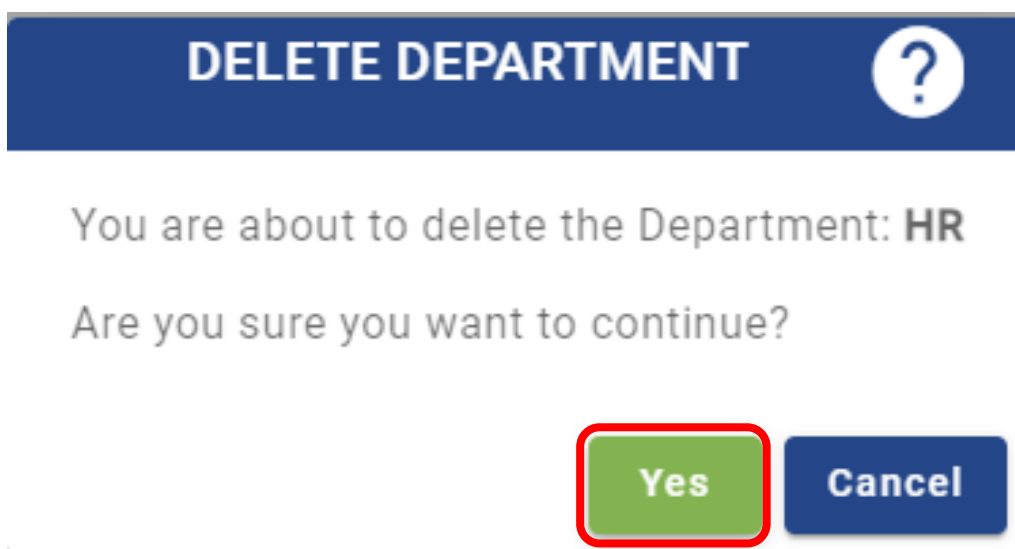 DELETE DEPARTMENT ?
You are about to delete the Department: HR
Are you sure you want to continue?
Yes Cancel